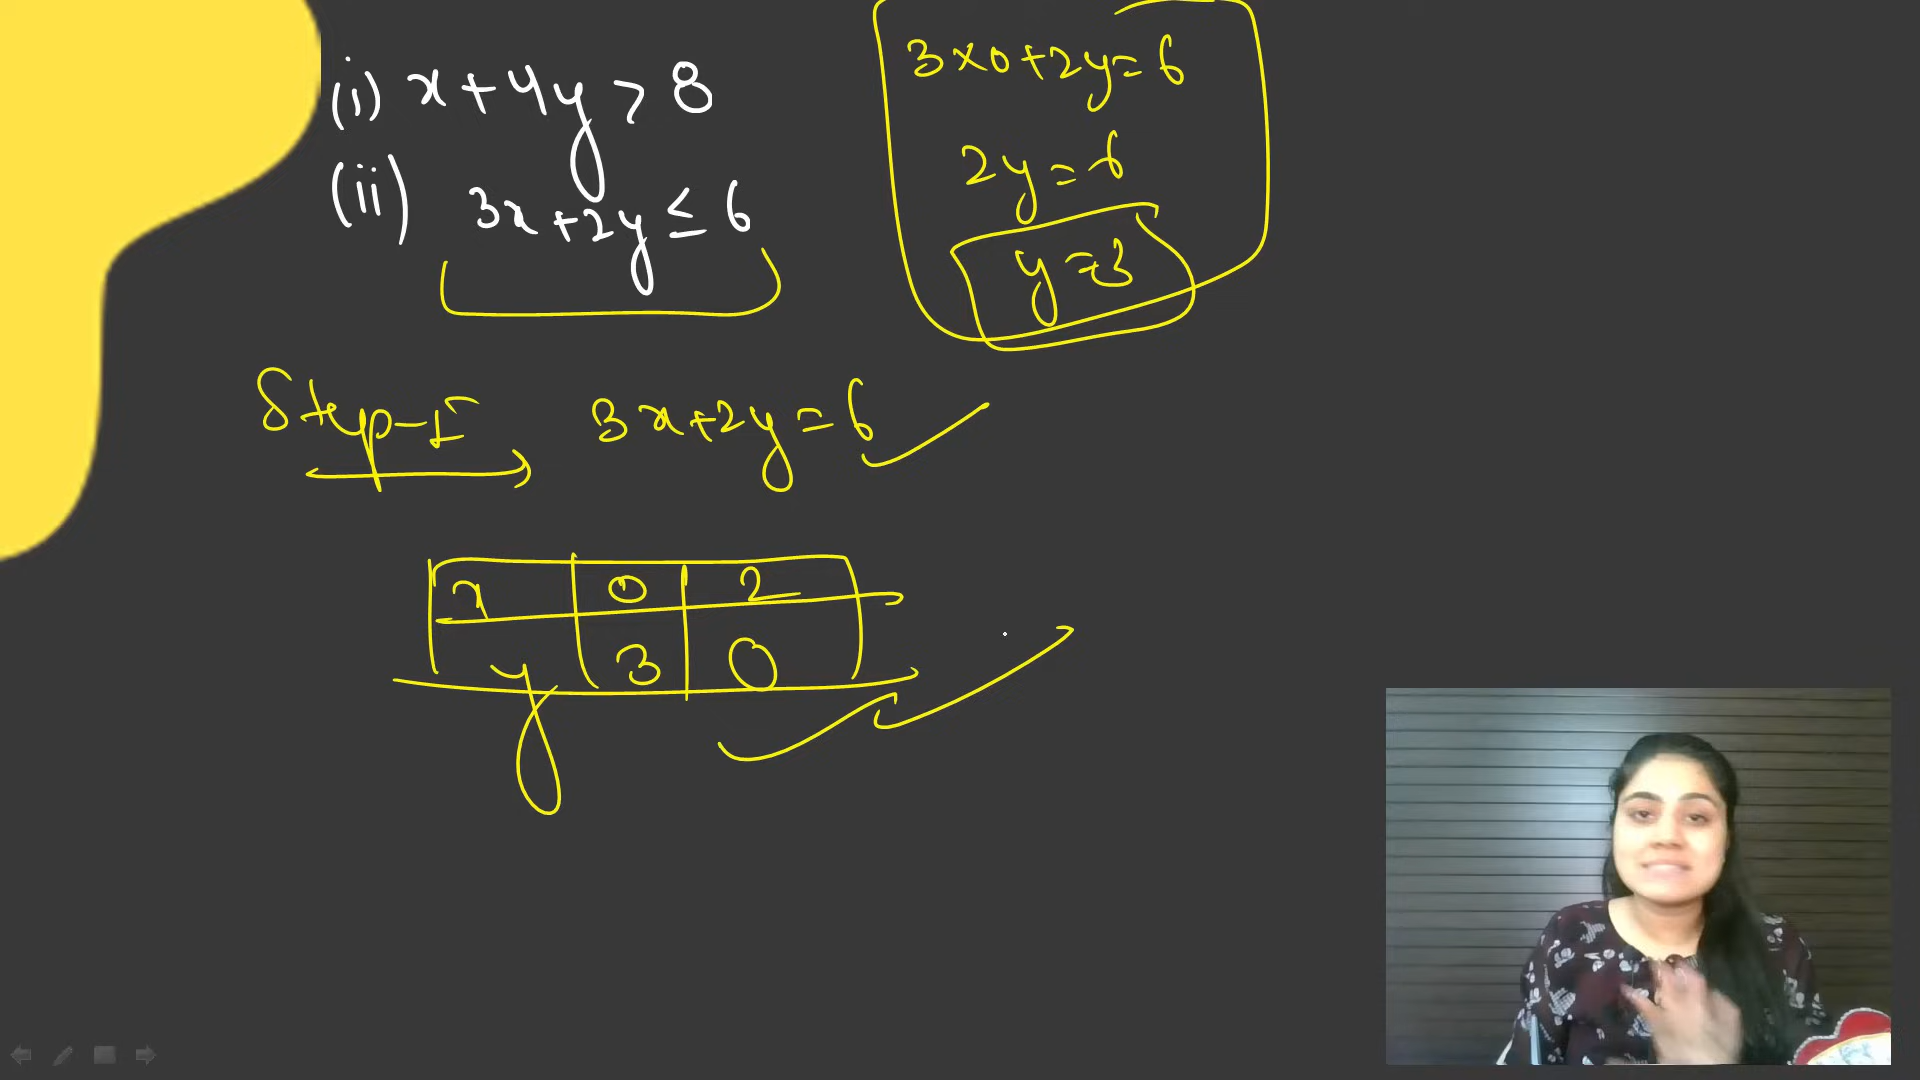 (i) x+4y > 8
(ii) 3x+2y ≤ 6
3×0+2y=6
2y=6
y=3
Step-I 3x+2y=6
x 0 2
y 3 0